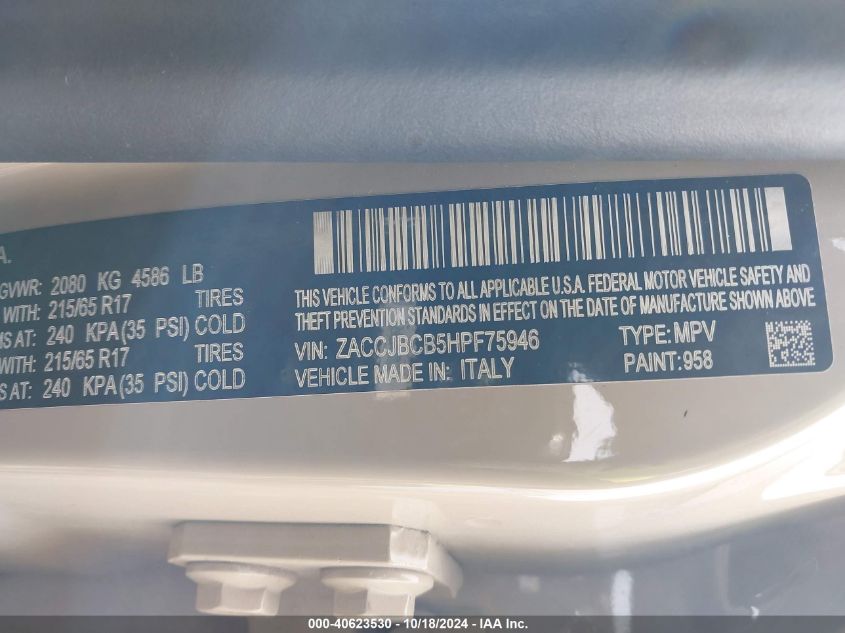 A.
GVWR: 2080 KG 4586 LB
WITH: 215/65 R17 TIRES
MS AT: 240 KPA(35 PSI) COLD
WITH: 215/65 R17 TIRES
S AT: 240 KPA(35 PSI) COLD
THIS VEHICLE CONFORMS TO ALL APPLICABLE U.S.A. FEDERAL MOTOR VEHICLE SAFETY AND
THEFT PREVENTION STANDARDS IN EFFECT ON THE DATE OF MANUFACTURE SHOWN ABOVE
VIN: ZACCJBCB5HPF75946 TYPE: MPV
VEHICLE MADE IN: ITALY PAINT: 958
000-40623530 - 10/18/2024 - IAA Inc.